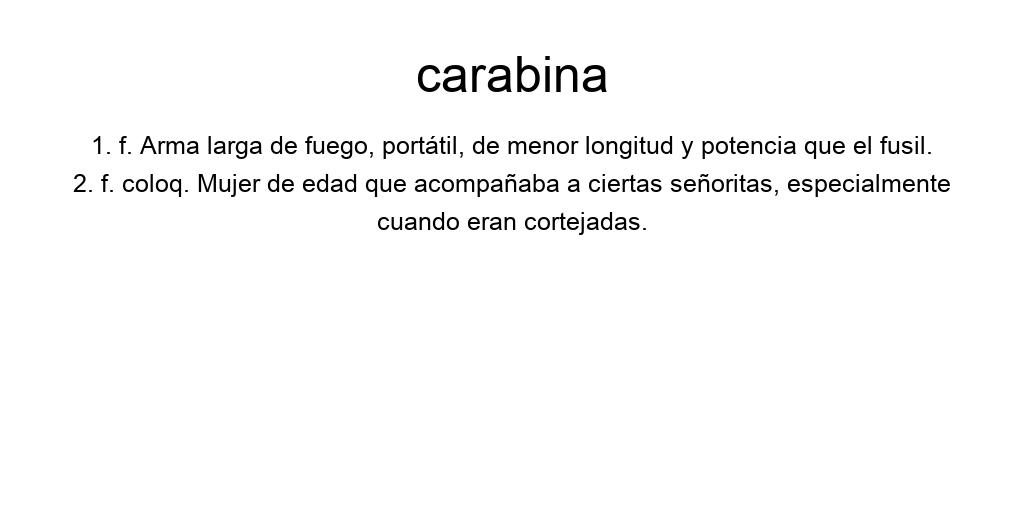 carabina
1. f. Arma larga de fuego, portátil, de menor longitud y potencia que el fusil.
2. f. coloq. Mujer de edad que acompañaba a ciertas señoritas, especialmente
cuando eran cortejadas.